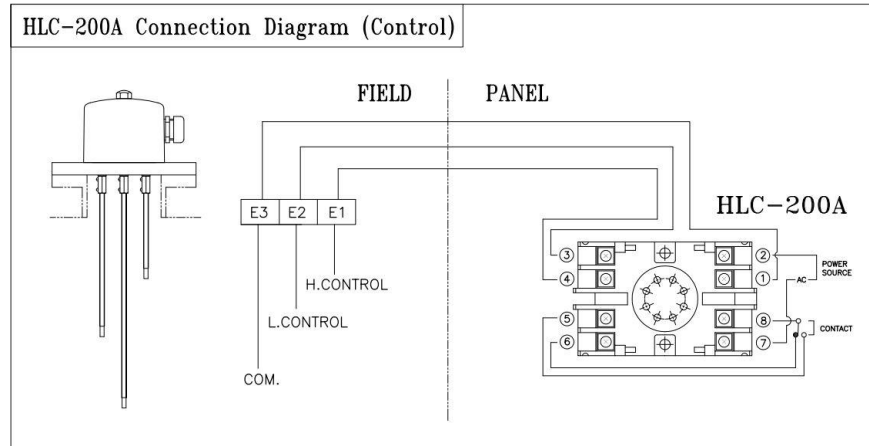 HLC-200A Connection Diagram (Control)
FIELD
PANEL
HLC-200A
E3 E2 E1
H.CONTROL
L.CONTROL
COM.
3
4
5
6
2
1
8
7
AC
POWER
SOURCE
CONTACT